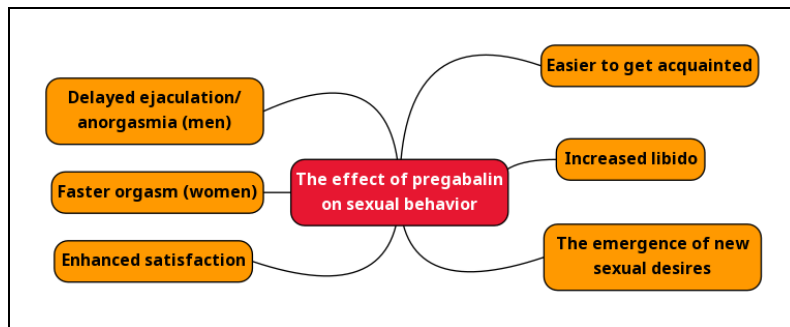 The effect of pregabalin
on sexual behavior
Delayed ejaculation/
anorgasmia (men)
Faster orgasm (women)
Enhanced satisfaction
Easier to get acquainted
Increased libido
The emergence of new
sexual desires